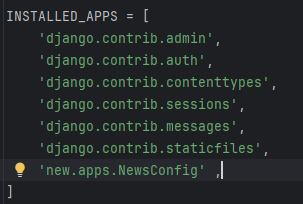 INSTALLED_APPS = [
    'django.contrib.admin',
    'django.contrib.auth',
    'django.contrib.contenttypes',
    'django.contrib.sessions',
    'django.contrib.messages',
    'django.contrib.staticfiles',
    'new.apps.NewsConfig' ,
]